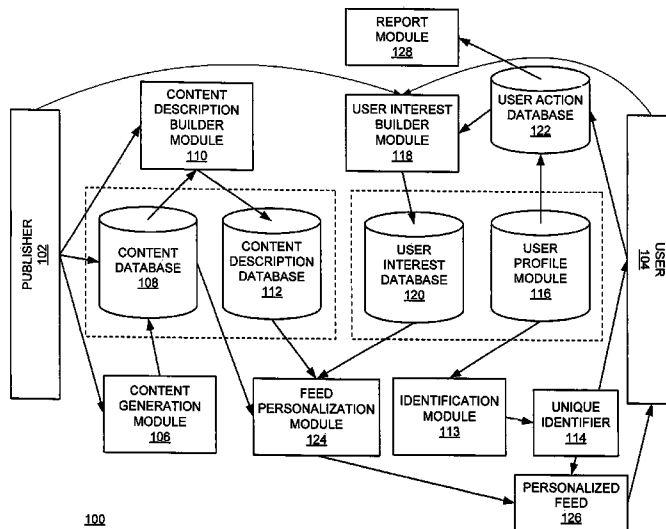 REPORT
MODULE
128
CONTENT
DESCRIPTION
BUILDER
MODULE
110
USER INTEREST
BUILDER
MODULE
118
USER ACTION
DATABASE
122
PUBLISHER
102
USER
104
CONTENT
DATABASE
108
CONTENT
DESCRIPTION
DATABASE
112
USER
INTEREST
DATABASE
120
USER
PROFILE
MODULE
116
CONTENT
GENERATION
MODULE
106
FEED
PERSONALIZATION
MODULE
124
IDENTIFICATION
MODULE
113
UNIQUE
IDENTIFIER
114
PERSONALIZED
FEED
126
100